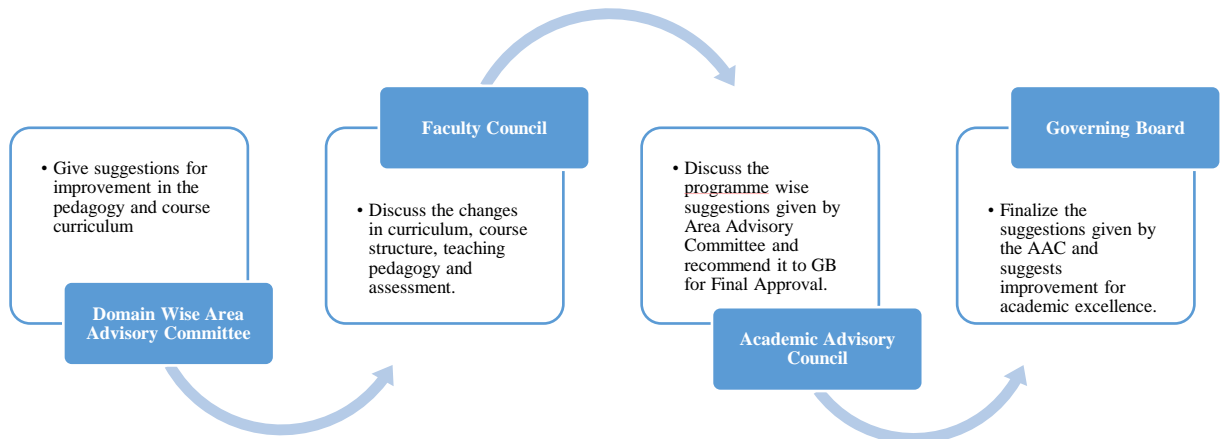 • Give suggestions for
improvement in the
pedagogy and course
curriculum
Domain Wise Area
Advisory Committee
Faculty Council
• Discuss the changes
in curriculum, course
structure, teaching
pedagogy and
assessment.
• Discuss the
programme wise
suggestions given by
Area Advisory
Committee and
recommend it to GB
for Final Approval.
Academic Advisory
Council
Governing Board
• Finalize the
suggestions given by
the AAC and
suggests
improvement for
academic excellence.